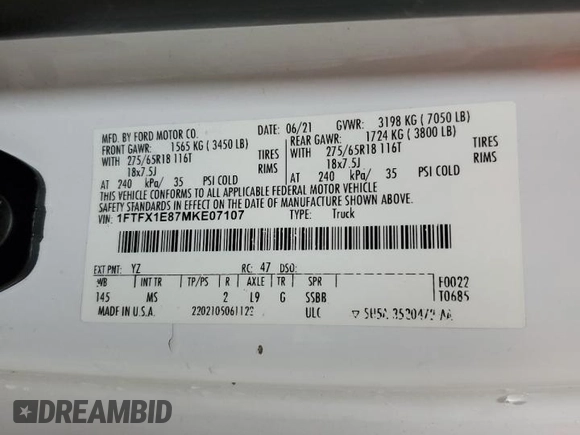 MFD. BY FORD MOTOR CO. DATE: 06/21 GVWR: 3198 KG ( 7050 LB)
FRONT GAWR: 1565 KG ( 3450 LB) REAR GAWR: 1724 KG ( 3800 LB)
WITH 275/65R18 116T TIRES WITH 275/65R18 116T TIRES
18x7.5J RIMS 18x7.5J RIMS
AT 240 kPa/ 35 PSI COLD AT 240 kPa/ 35 PSI COLD
THIS VEHICLE CONFORMS TO ALL APPLICABLE FEDERAL MOTOR VEHICLE
SAFETY STANDARDS IN EFFECT ON THE DATE OF MANUFACTURE SHOWN ABOVE.
VIN: 1FTFX1E87MKE07107 TYPE: Truck
EXT PNT: YZ RC: 47 DSO:
WB INT TR TP/PS R AXLE TR SPR F0022
145 MS 2 L9 G SSBB T0685
MADE IN U.S.A. 2202105061123 ULC
DREAMBID